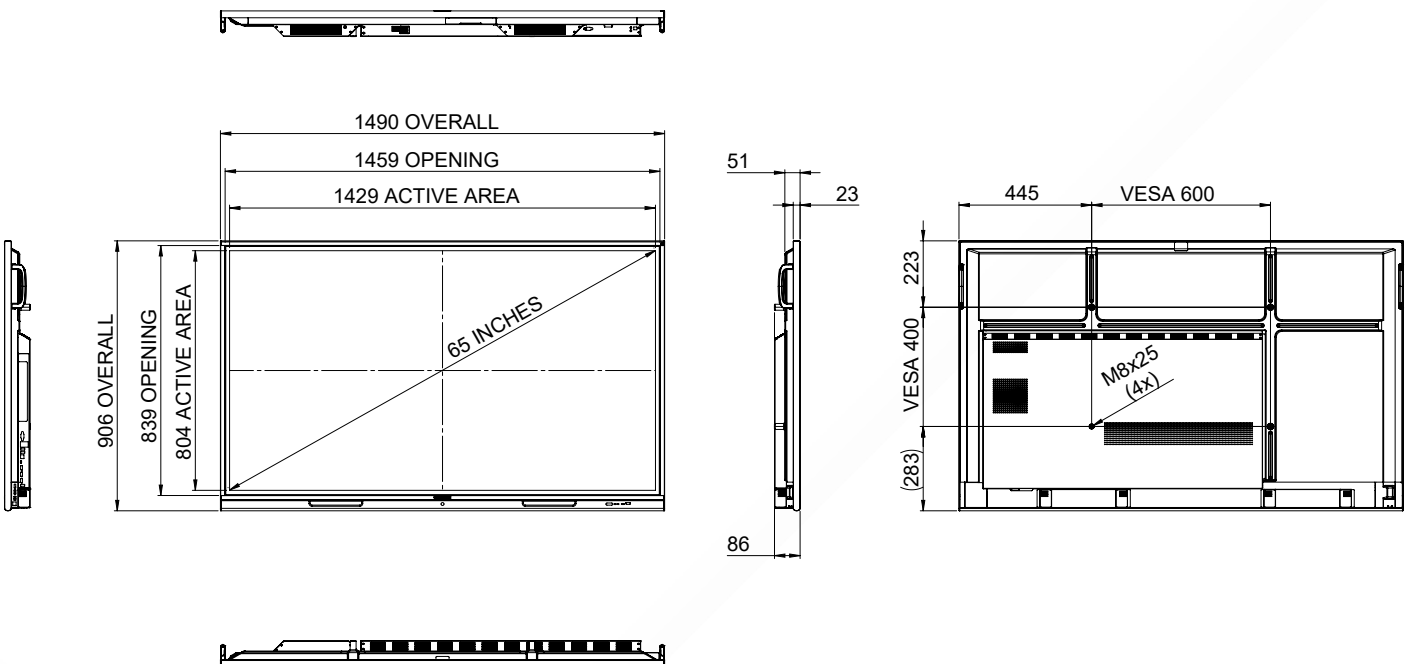 1490 OVERALL
1459 OPENING
1429 ACTIVE AREA
906 OVERALL
839 OPENING
804 ACTIVE AREA
65 INCHES
51
23
86
445
VESA 600
223
VESA 400
(283)
M8x25
(4x)